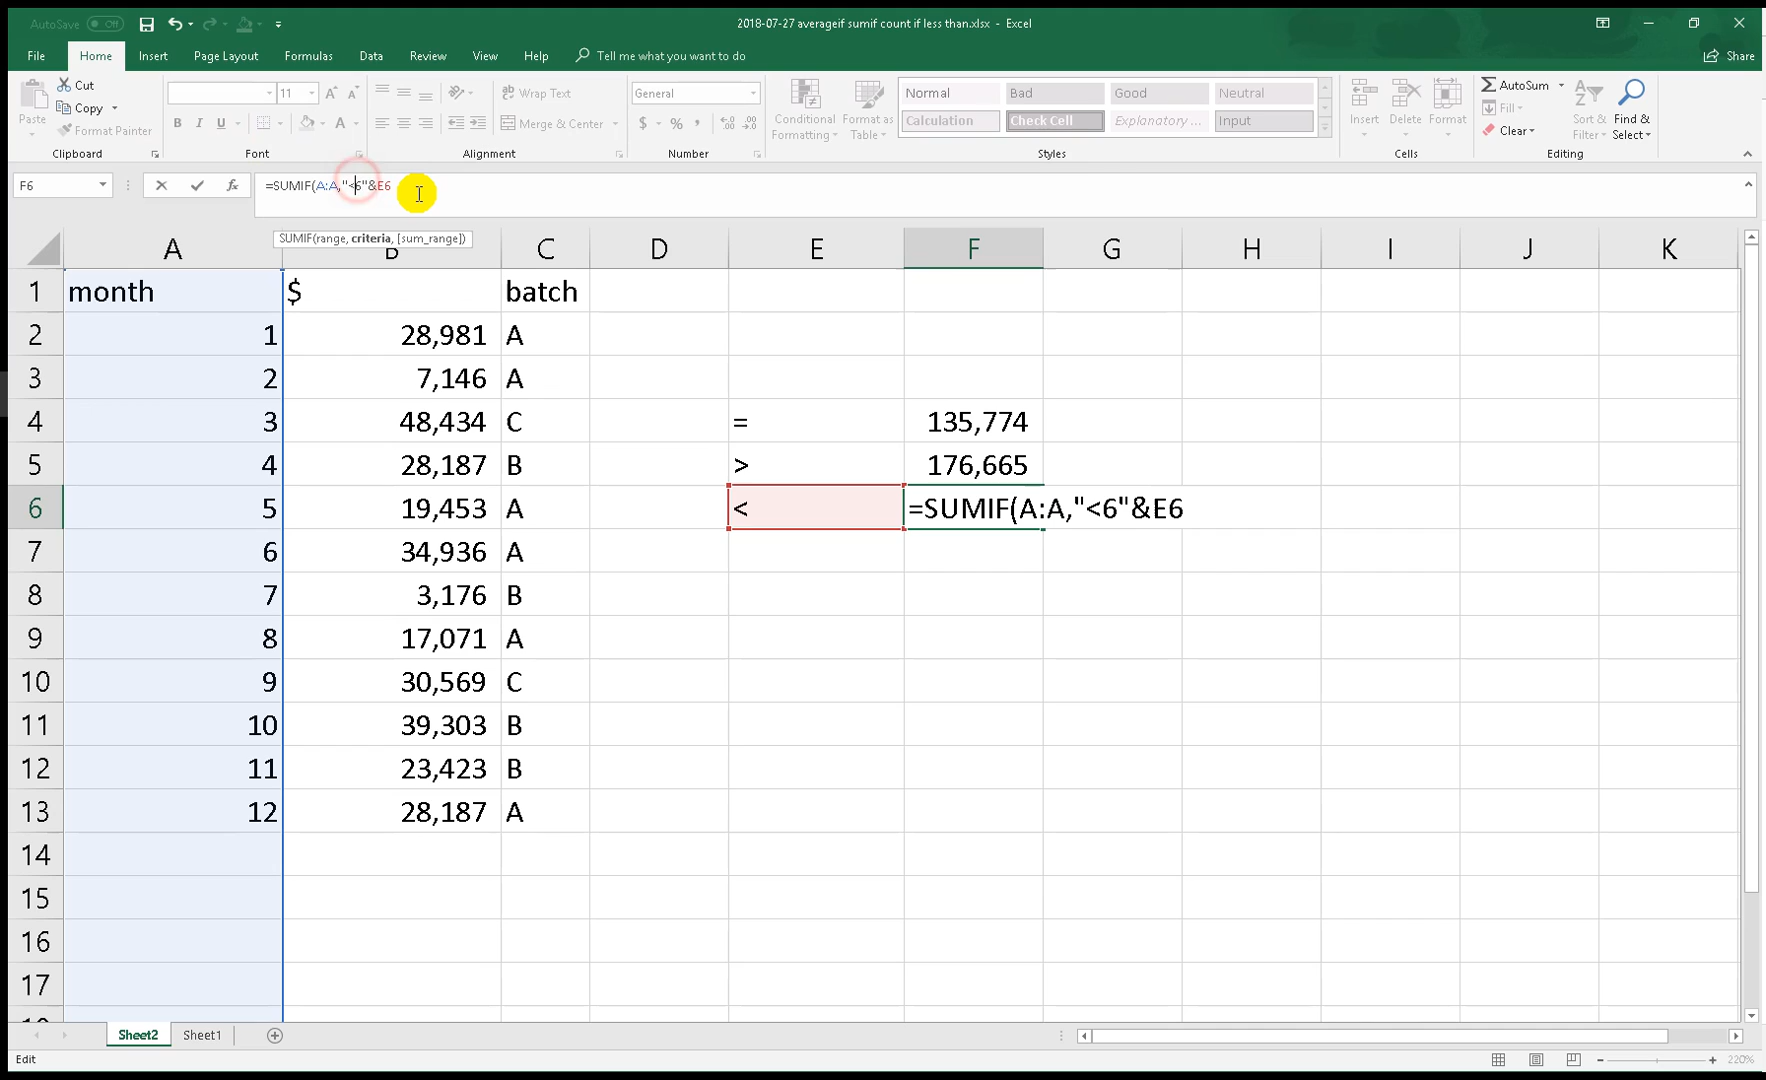 AutoSave Off 2018-07-27 averageif sumif count if less than.xlsx - Excel
File Home Insert Page Layout Formulas Data Review View Help Tell me what you want to do Share
Paste Cut Copy Format Painter
Clipboard
11 A A
B I U A
Font
Wrap Text
Merge & Center
Alignment
General
$ % ,
Number
Conditional Formatting
Format as Table
Normal Bad Good Neutral
Calculation Check Cell Explanatory ... Input
Styles
Insert Delete Format
Cells
AutoSum
Fill
Clear
Sort & Filter
Find & Select
Editing
F6 fx =SUMIF(A:A,"<6"&E6
SUMIF(range, criteria, [sum_range])
A B C D E F G H I J K
1 month $ batch
2 1 28,981 A
3 2 7,146 A
4 3 48,434 C = 135,774
5 4 28,187 B > 176,665
6 5 19,453 A < =SUMIF(A:A,"<6"&E6
7 6 34,936 A
8 7 3,176 B
9 8 17,071 A
10 9 30,569 C
11 10 39,303 B
12 11 23,423 B
13 12 28,187 A
14
15
16
17
Sheet2 Sheet1
Edit 220%